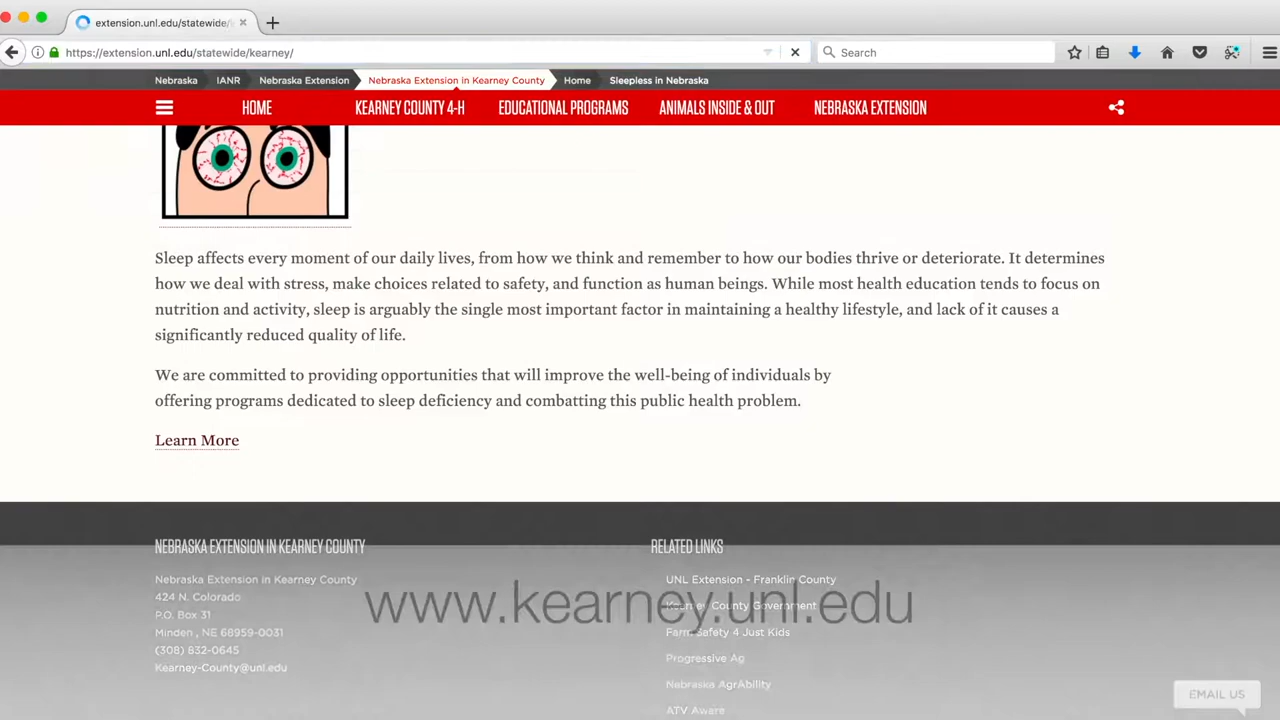 extension.unl.edu/statewide/
https://extension.unl.edu/statewide/kearney/
Search
Nebraska IANR Nebraska Extension Nebraska Extension in Kearney County Home Sleepless in Nebraska
HOME KEARNEY COUNTY 4-H EDUCATIONAL PROGRAMS ANIMALS INSIDE & OUT NEBRASKA EXTENSION
Sleep affects every moment of our daily lives, from how we think and remember to how our bodies thrive or deteriorate. It determines
how we deal with stress, make choices related to safety, and function as human beings. While most health education tends to focus on
nutrition and activity, sleep is arguably the single most important factor in maintaining a healthy lifestyle, and lack of it causes a
significantly reduced quality of life.
We are committed to providing opportunities that will improve the well-being of individuals by
offering programs dedicated to sleep deficiency and combatting this public health problem.
Learn More
NEBRASKA EXTENSION IN KEARNEY COUNTY
Nebraska Extension in Kearney County
424 N. Colorado
P.O. Box 31
Minden , NE 68959-0031
(308) 832-0645
Kearney-County@unl.edu
www.kearney.unl.edu
RELATED LINKS
UNL Extension - Franklin County
Kearney County Government
Farm Safety 4 Just Kids
Progressive Ag
Nebraska AgrAbility
ATV Aware
EMAIL US